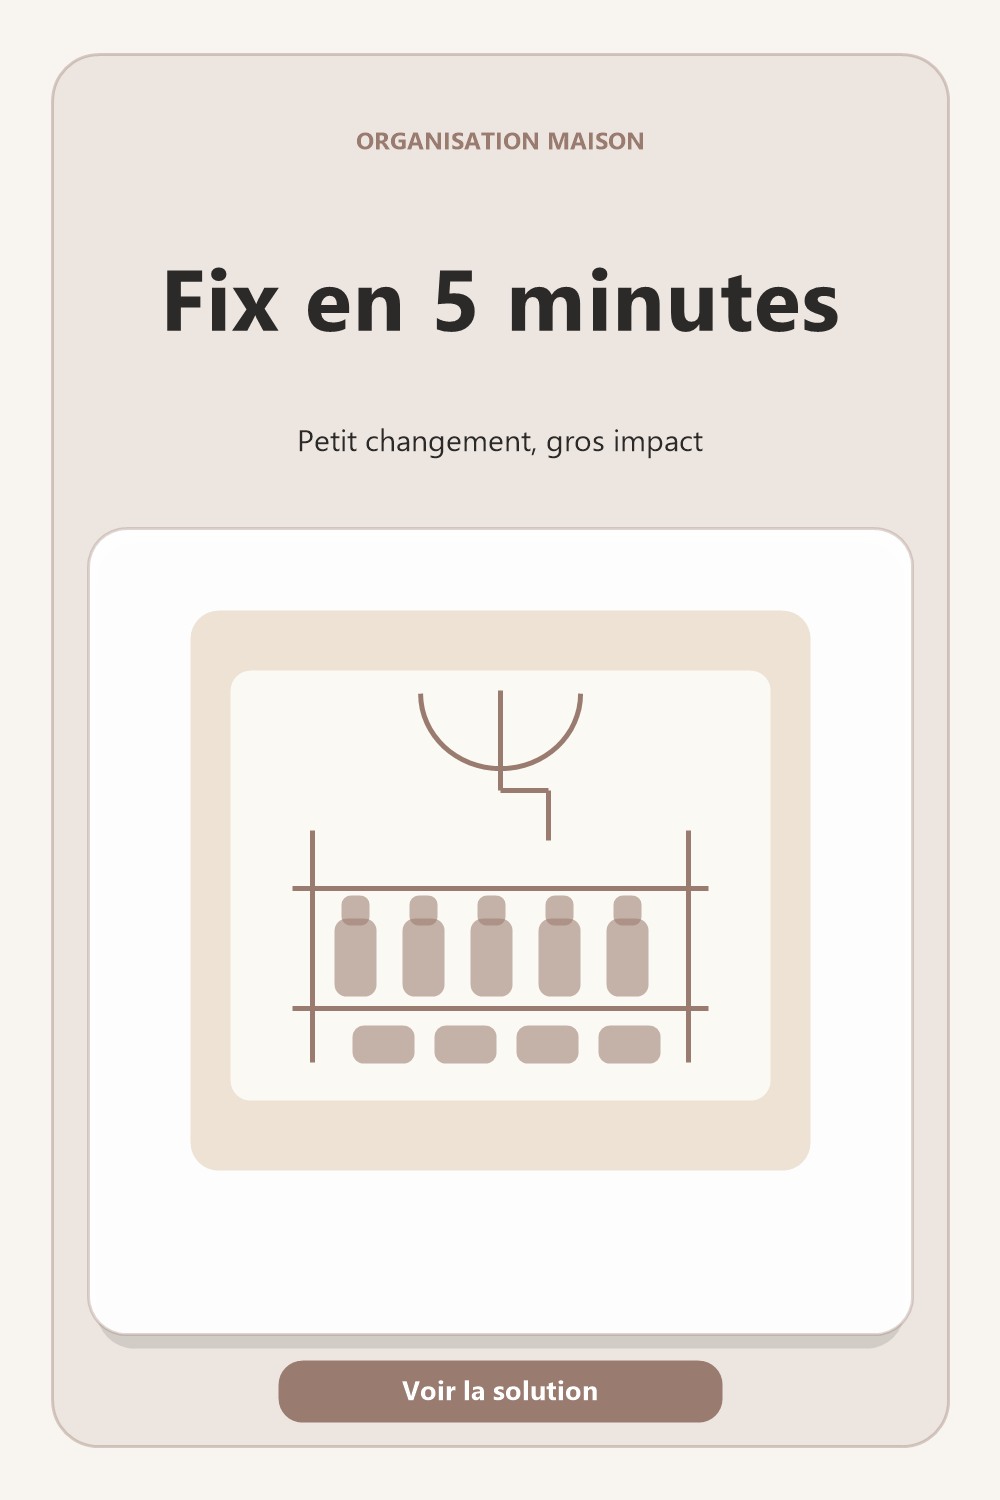 ORGANISATION MAISON
Fix en 5 minutes
Petit changement, gros impact
Voir la solution